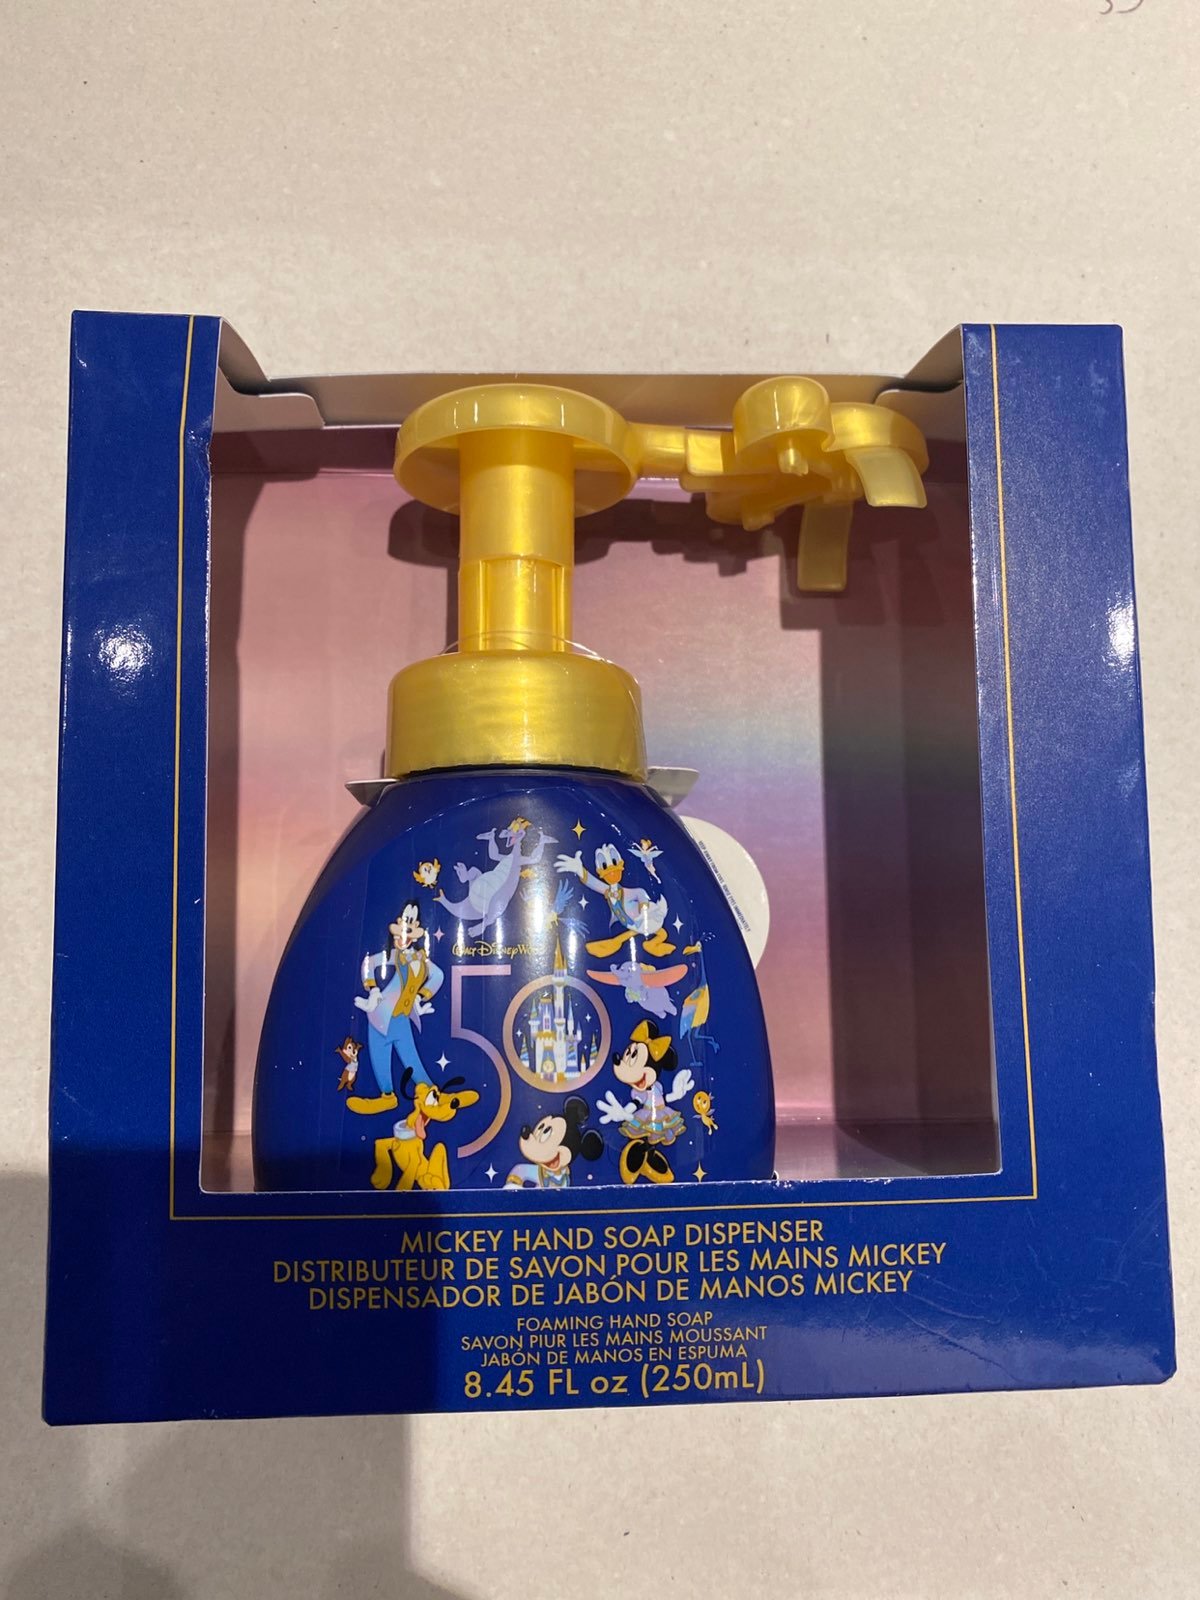 WALT DISNEY W
50
MICKEY HAND SOAP DISPENSER
DISTRIBUTEUR DE SAVON POUR LES MAINS MICKEY
DISPENSADOR DE JABÓN DE MANOS MICKEY
FOAMING HAND SOAP
SAVON PIUR LES MAINS MOUSSANT
JABÓN DE MANOS EN ESPUMA
8.45 FL oz (250mL)